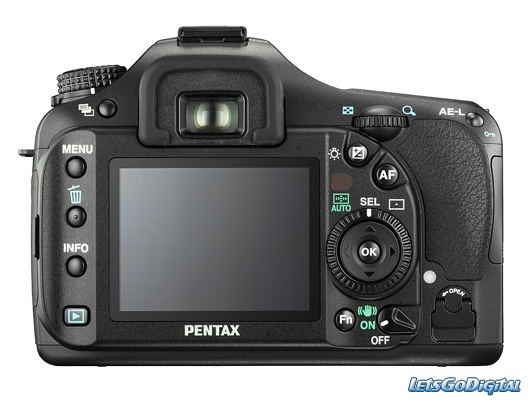 AE-L
MENU
AF
SEL
AUTO
INFO
OK
OPEN
Fn
ON
OFF
PENTAX
LETSGODIGITAL